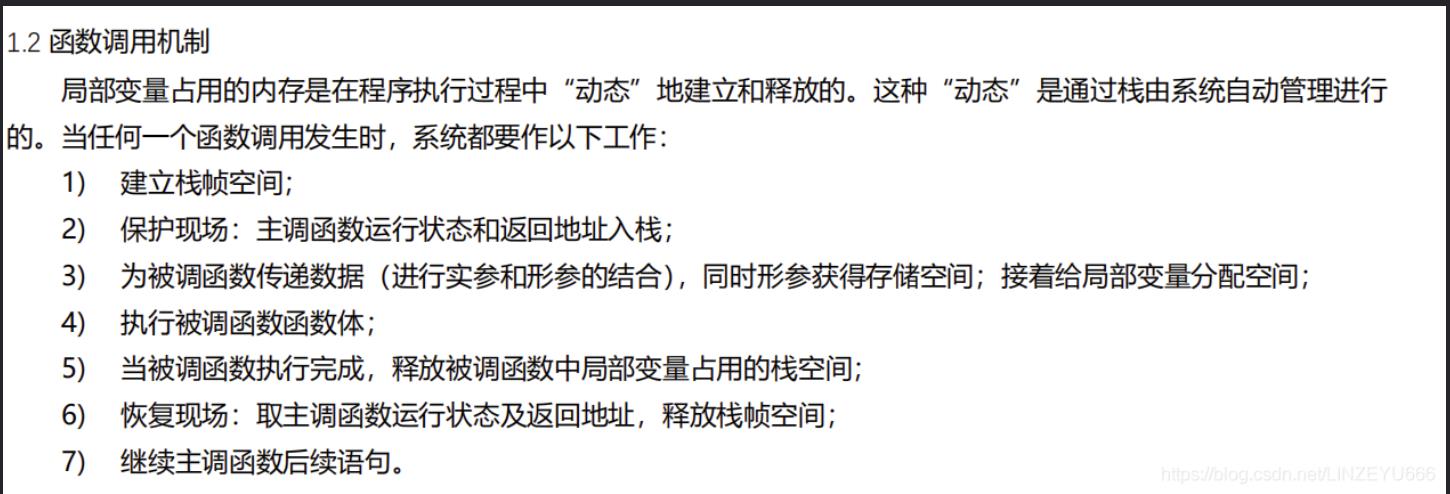 1.2 函数调用机制
局部变量占用的内存是在程序执行过程中“动态”地建立和释放的。这种“动态”是通过栈由系统自动管理进行
的。当任何一个函数调用发生时，系统都要作以下工作：
1) 建立栈帧空间；
2) 保护现场：主调函数运行状态和返回地址入栈；
3) 为被调函数传递数据（进行实参和形参的结合），同时形参获得存储空间；接着给局部变量分配空间；
4) 执行被调函数函数体；
5) 当被调函数执行完成，释放被调函数中局部变量占用的栈空间；
6) 恢复现场：取主调函数运行状态及返回地址，释放栈帧空间；
7) 继续主调函数后续语句。
https://blog.csdn.net/LINZEYU666